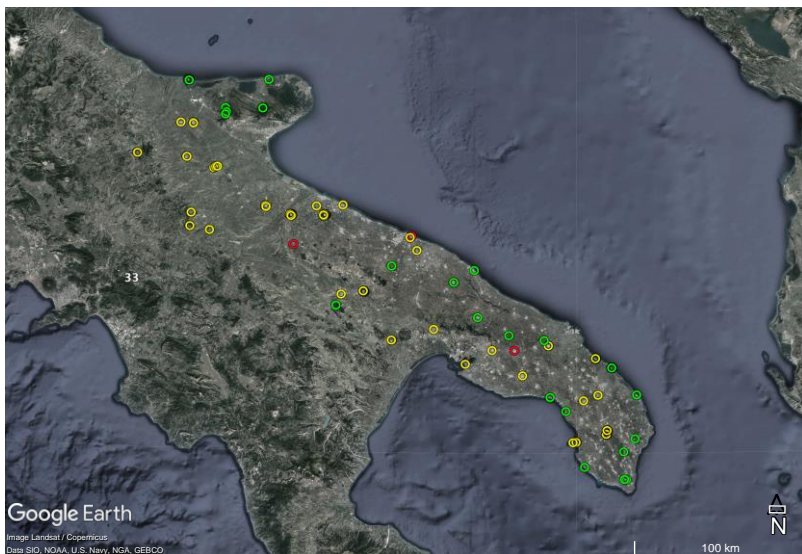 33
Google Earth
Image Landsat / Copernicus
Data SIO, NOAA, U.S. Navy, NGA, GEBCO
N
100 km